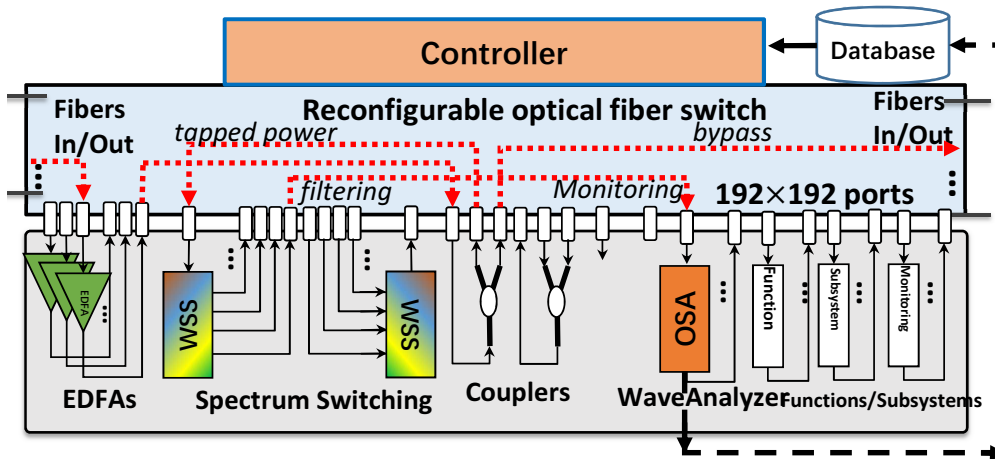 Controller
Database
Fibers
In/Out
Reconfigurable optical fiber switch
Fibers
In/Out
tapped power
bypass
filtering
Monitoring
192×192 ports
EDFA
WSS
WSS
OSA
Function
Subsystem
Monitoring
EDFAs
Spectrum Switching
Couplers
WaveAnalyzer
Functions/Subsystems